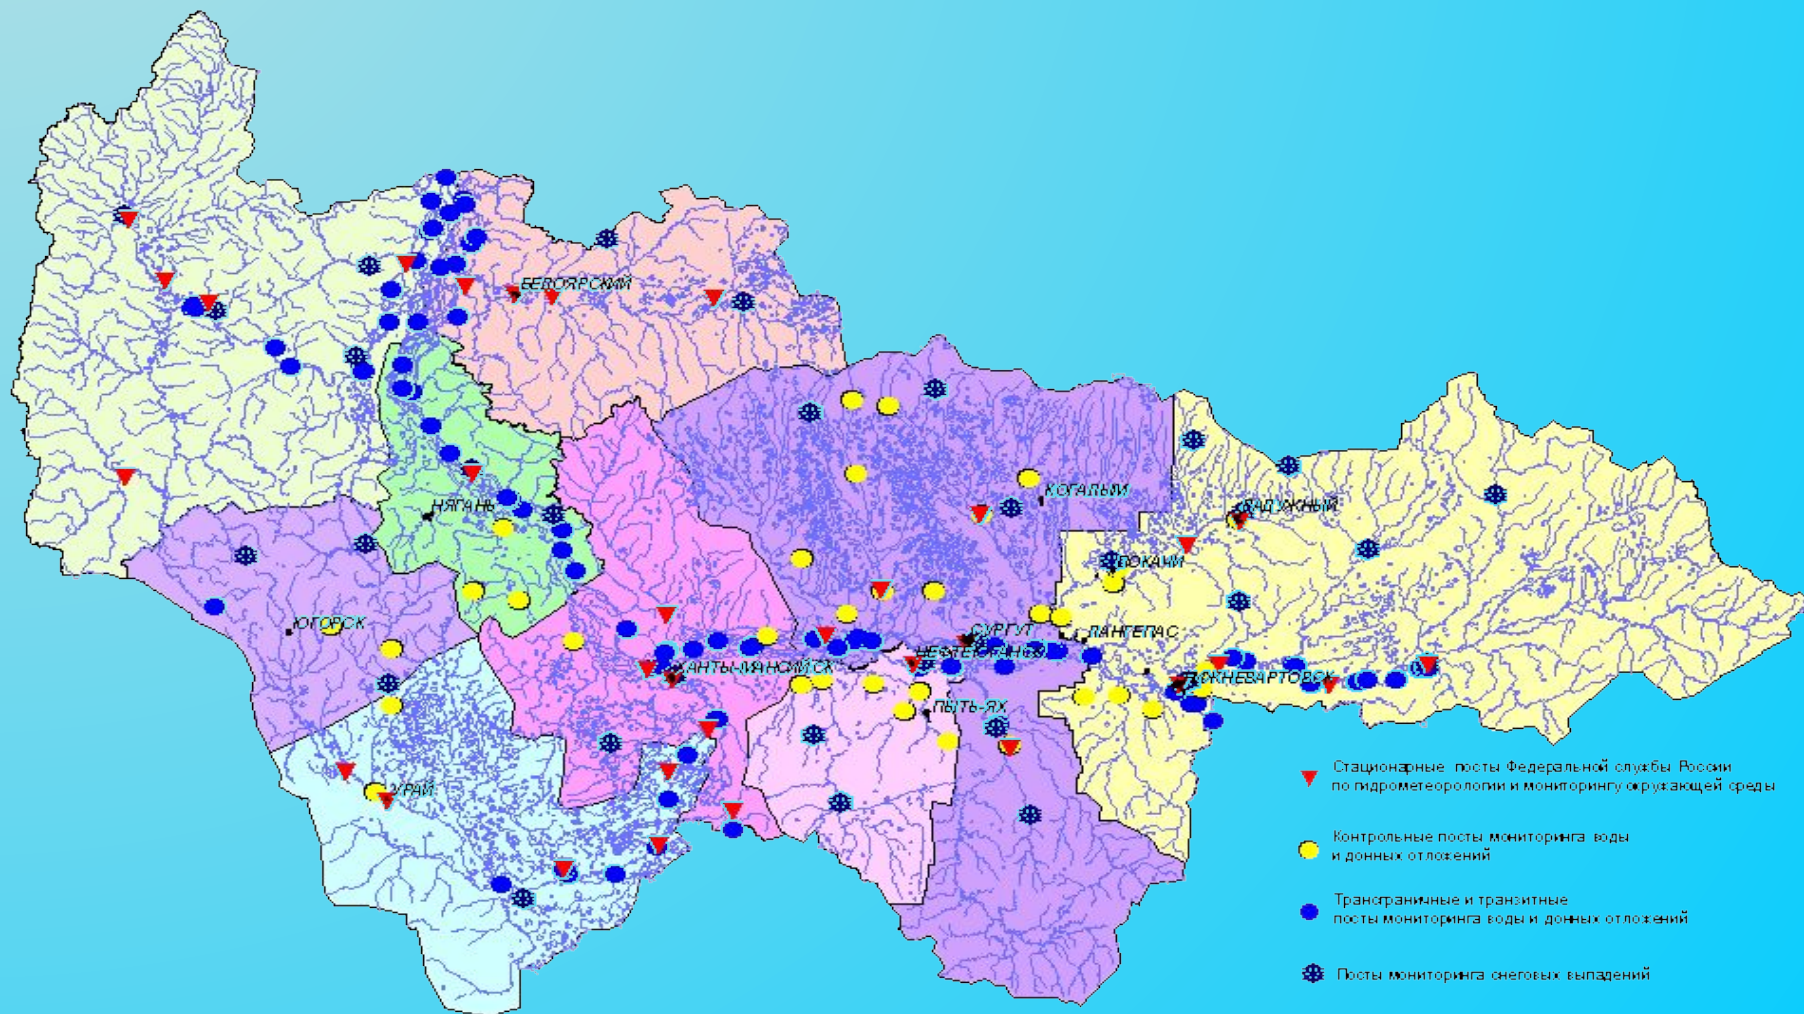 БЕЛОЯРСКИЙ
КОГАЛЫМ
НЯГАНЬ
РАДУЖНЫЙ
ПОКАЧИ
ЮГОРСК
СУРГУТ
ЛАНГЕПАС
НЕФТЕЮГАНСК
ХАНТЫ-МАНСИЙСК
НИЖНЕВАРТОВСК
ПЫТЬ-ЯХ
УРАЙ
Стационарные посты Федеральной службы России
по гидрометеорологии и мониторингу окружающей среды
Контрольные посты мониторинга воды
и донных отложений
Трансграничные и транзитные
посты мониторинга воды и донных отложений
Посты мониторинга снеговых выпадений